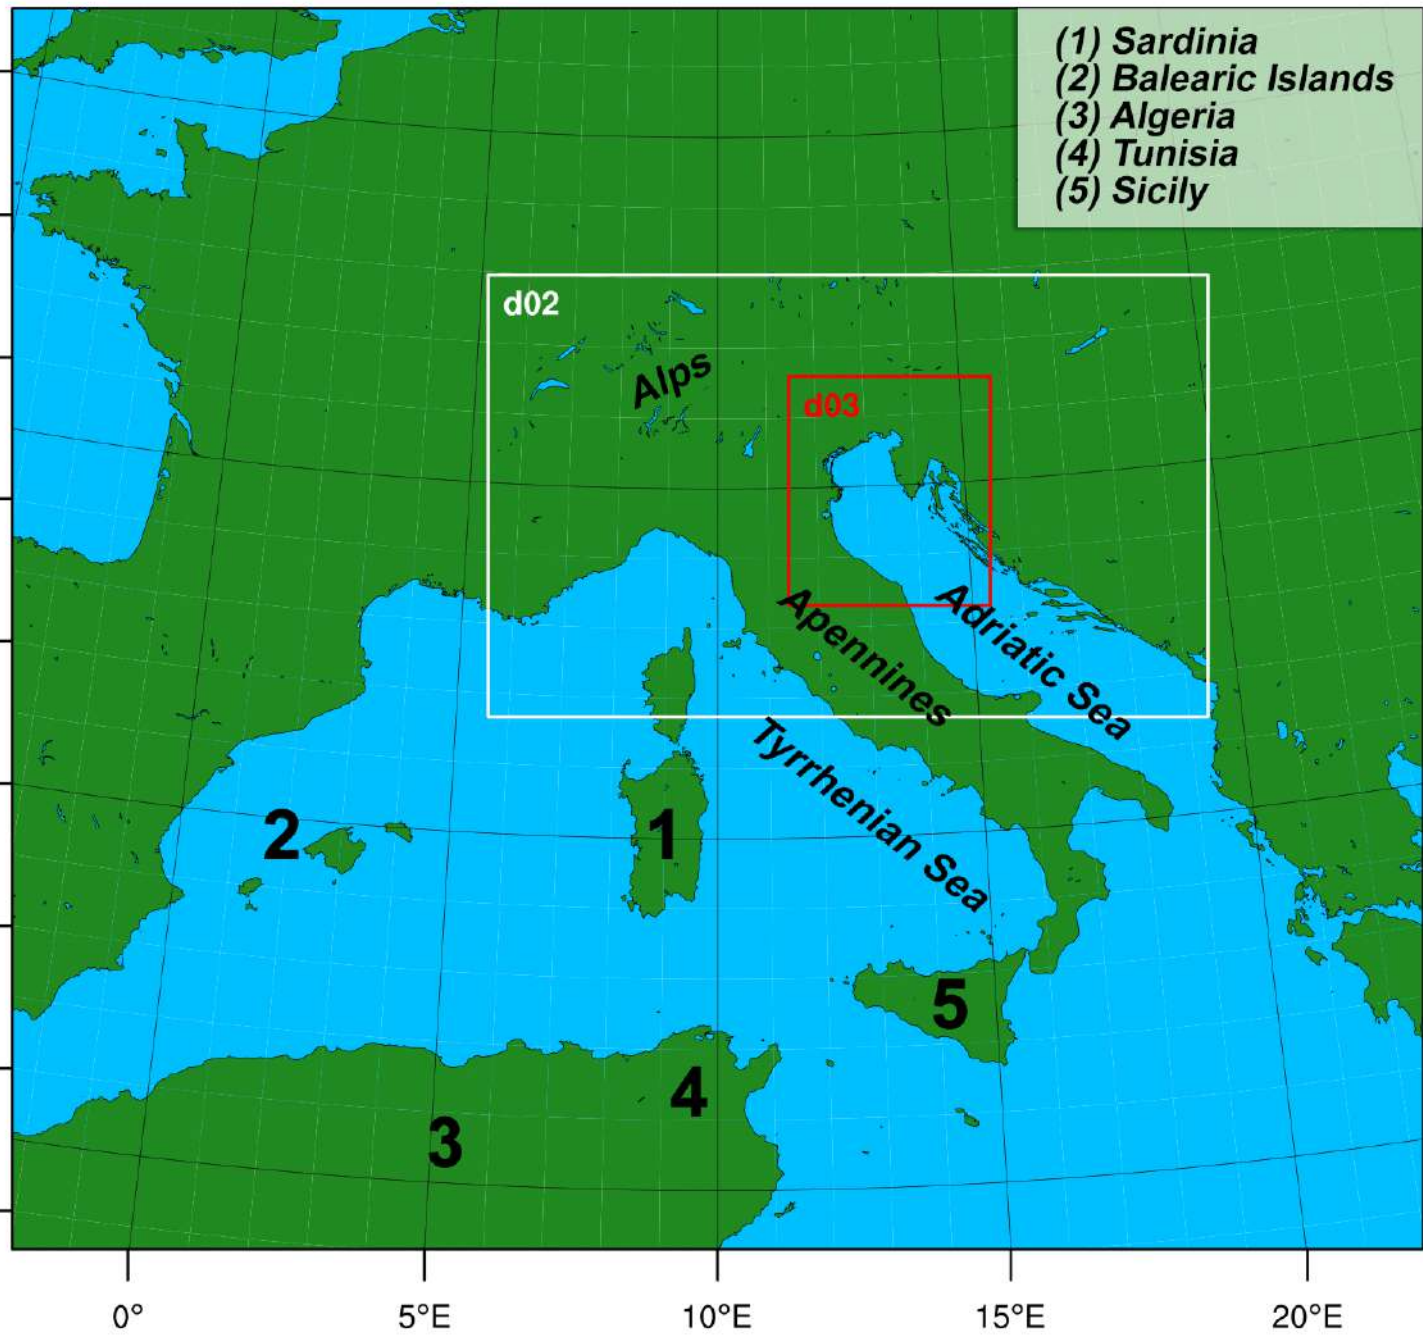 (1) Sardinia
(2) Balearic Islands
(3) Algeria
(4) Tunisia
(5) Sicily
d02
Alps
d03
Apennines
Adriatic Sea
Tyrrhenian Sea
2
1
5
4
3
0°
5°E
10°E
15°E
20°E